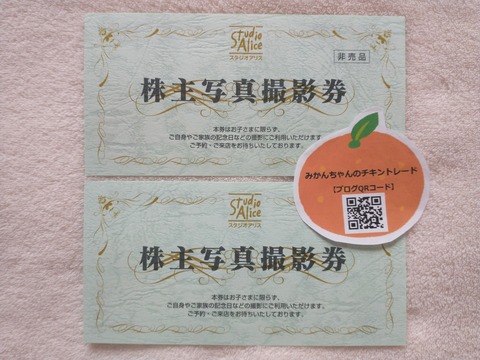 Studio Alice
スタジオアリス
非売品
株主写真撮影券
本券はお子さまに限らず、
ご自身やご家族の記念日などの撮影にご利用いただけます。
ご予約・ご来店をお待ちいたしております。
みかんちゃんのチキントレード
【ブログQRコード】
Studio Alice
スタジオアリス
株主写真撮影券
本券はお子さまに限らず、
ご自身やご家族の記念日などの撮影にご利用いただけます。
ご予約・ご来店をお待ちいたしております。